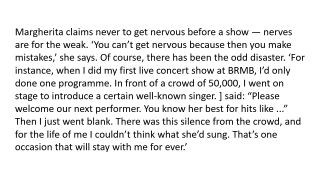 Margherita claims never to get nervous before a show — nerves
are for the weak. ‘You can’t get nervous because then you make
mistakes,’ she says. Of course, there has been the odd disaster. ‘For
instance, when I did my first live concert show at BRMB, I’d only
done one programme. In front of a crowd of 50,000, I went on
stage to introduce a certain well-known singer. ] said: “Please
welcome our next performer. You know her best for hits like ...”
Then I just went blank. There was this silence from the crowd, and
for the life of me I couldn’t think what she’d sung. That’s one
occasion that will stay with me for ever.’